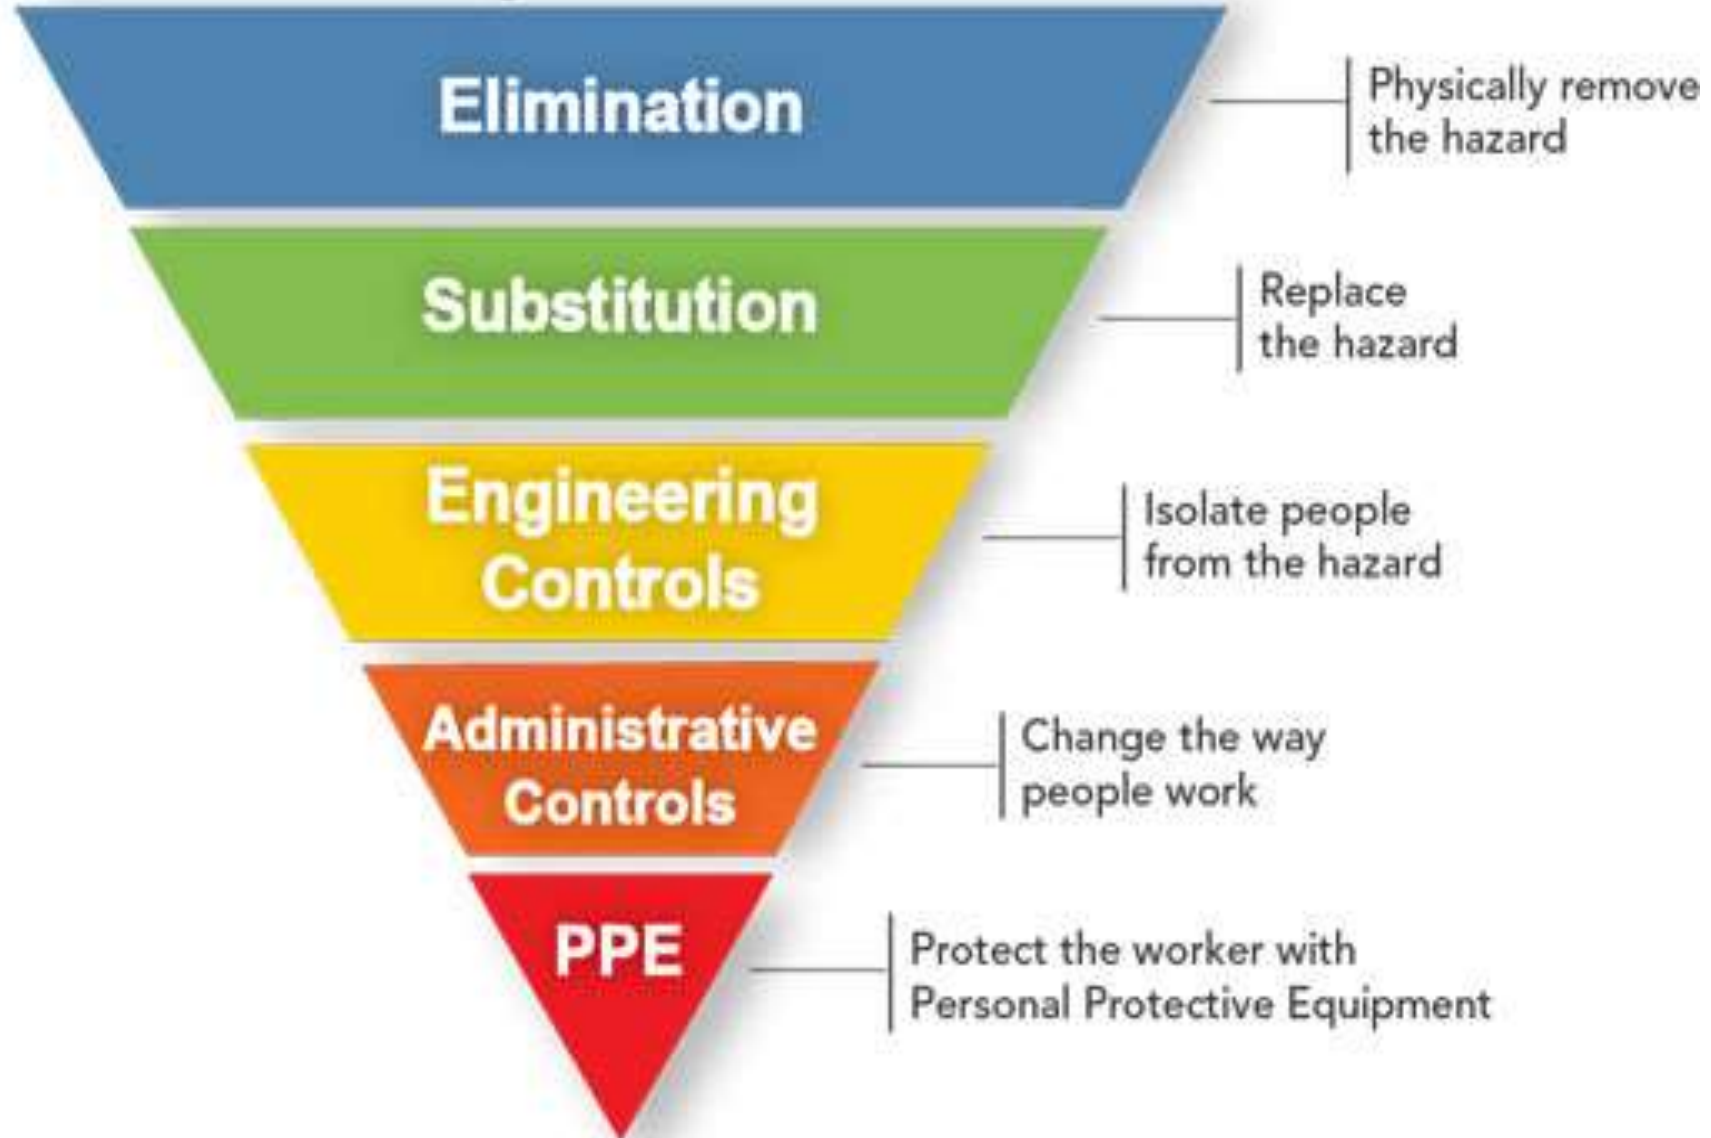 Elimination
Physically remove
the hazard
Substitution
Replace
the hazard
Engineering
Controls
Isolate people
from the hazard
Administrative
Controls
Change the way
people work
PPE
Protect the worker with
Personal Protective Equipment